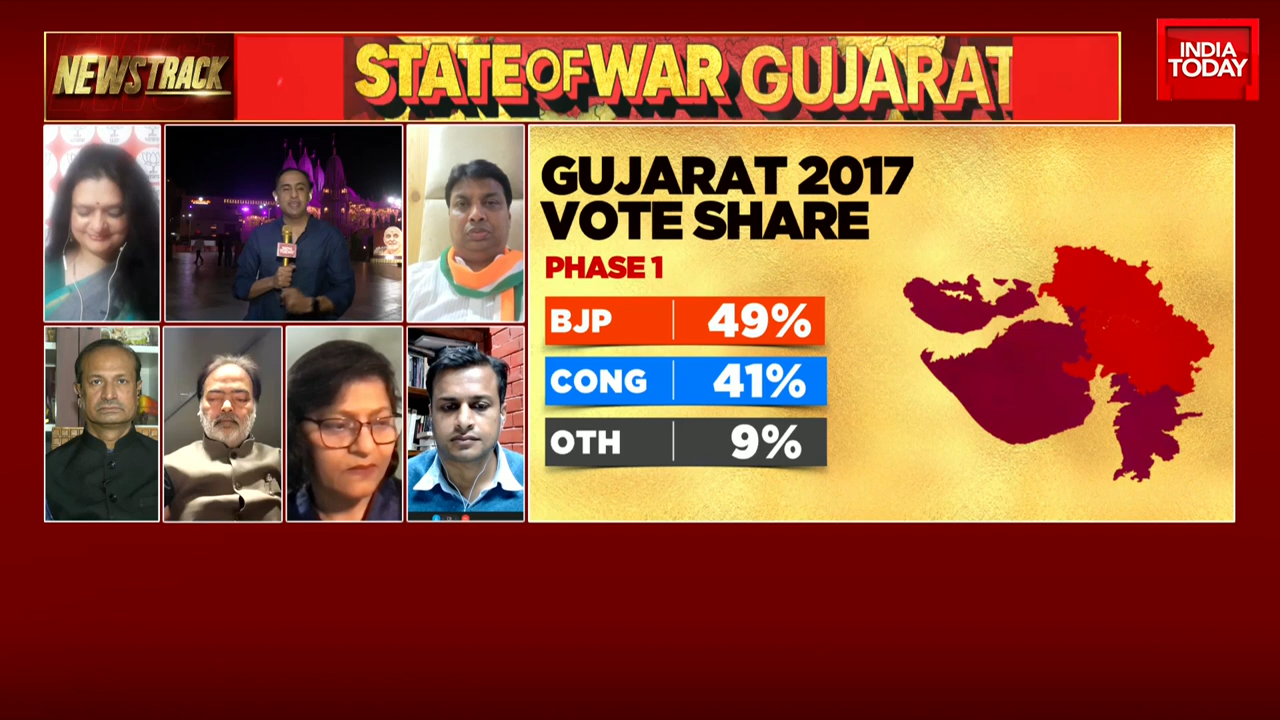 NEWSTRACK
STATE OF WAR GUJARAT
INDIA
TODAY
GUJARAT 2017
VOTE SHARE
PHASE 1
BJP 49%
CONG 41%
OTH 9%